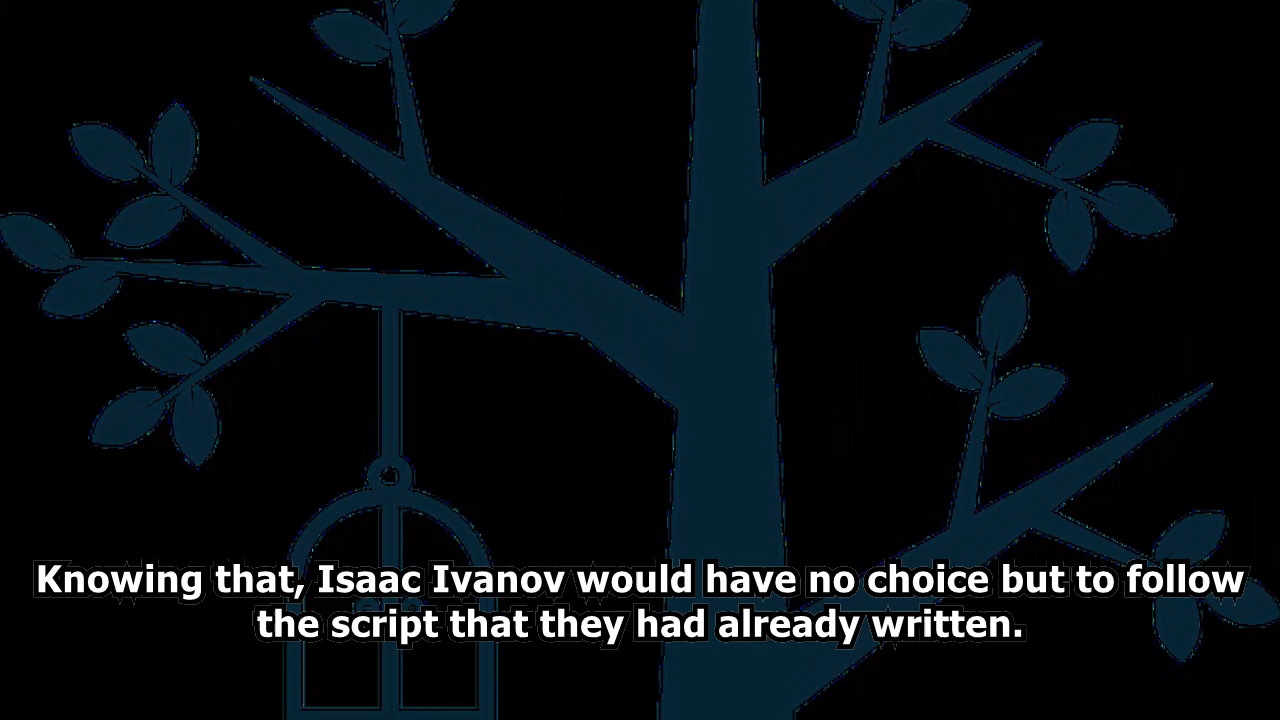 Knowing that, Isaac Ivanov would have no choice but to follow
the script that they had already written.